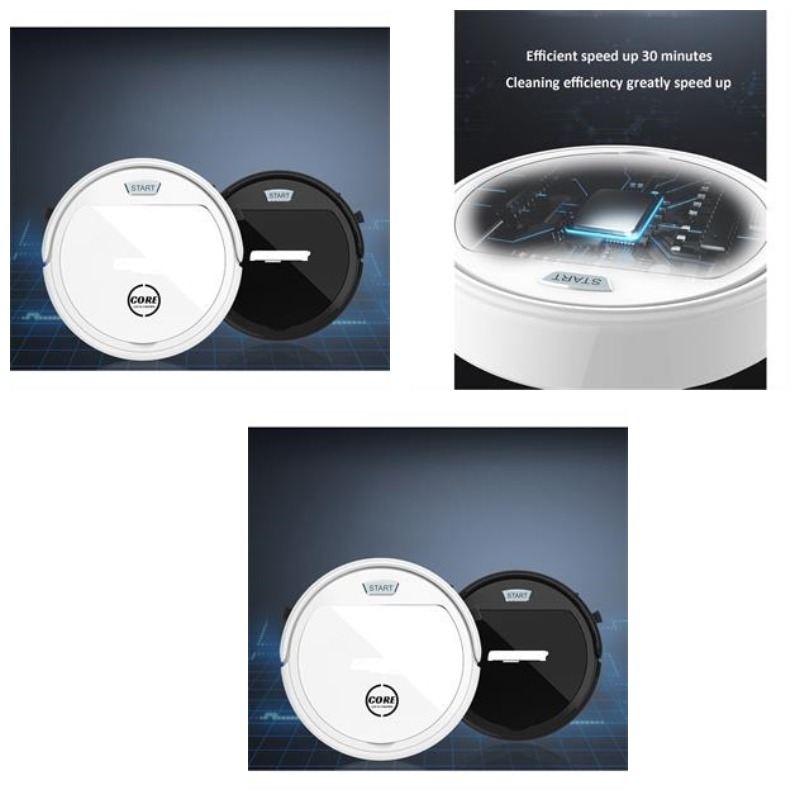 START
START
CORE
Efficient speed up 30 minutes
Cleaning efficiency greatly speed up
START
START
START
CORE